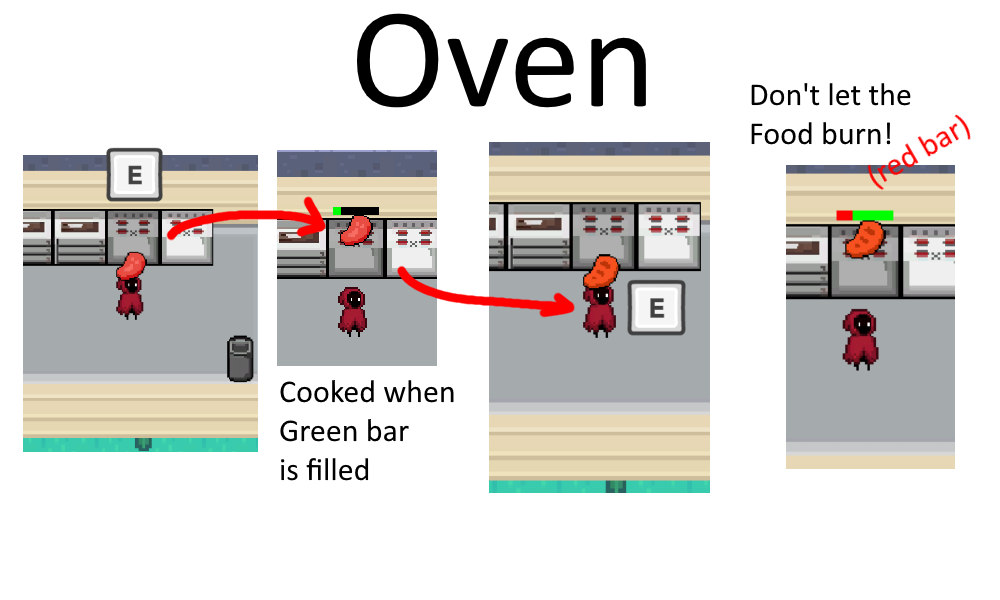 Oven
Don't let the
Food burn!
(red bar)
E
E
Cooked when
Green bar
is filled